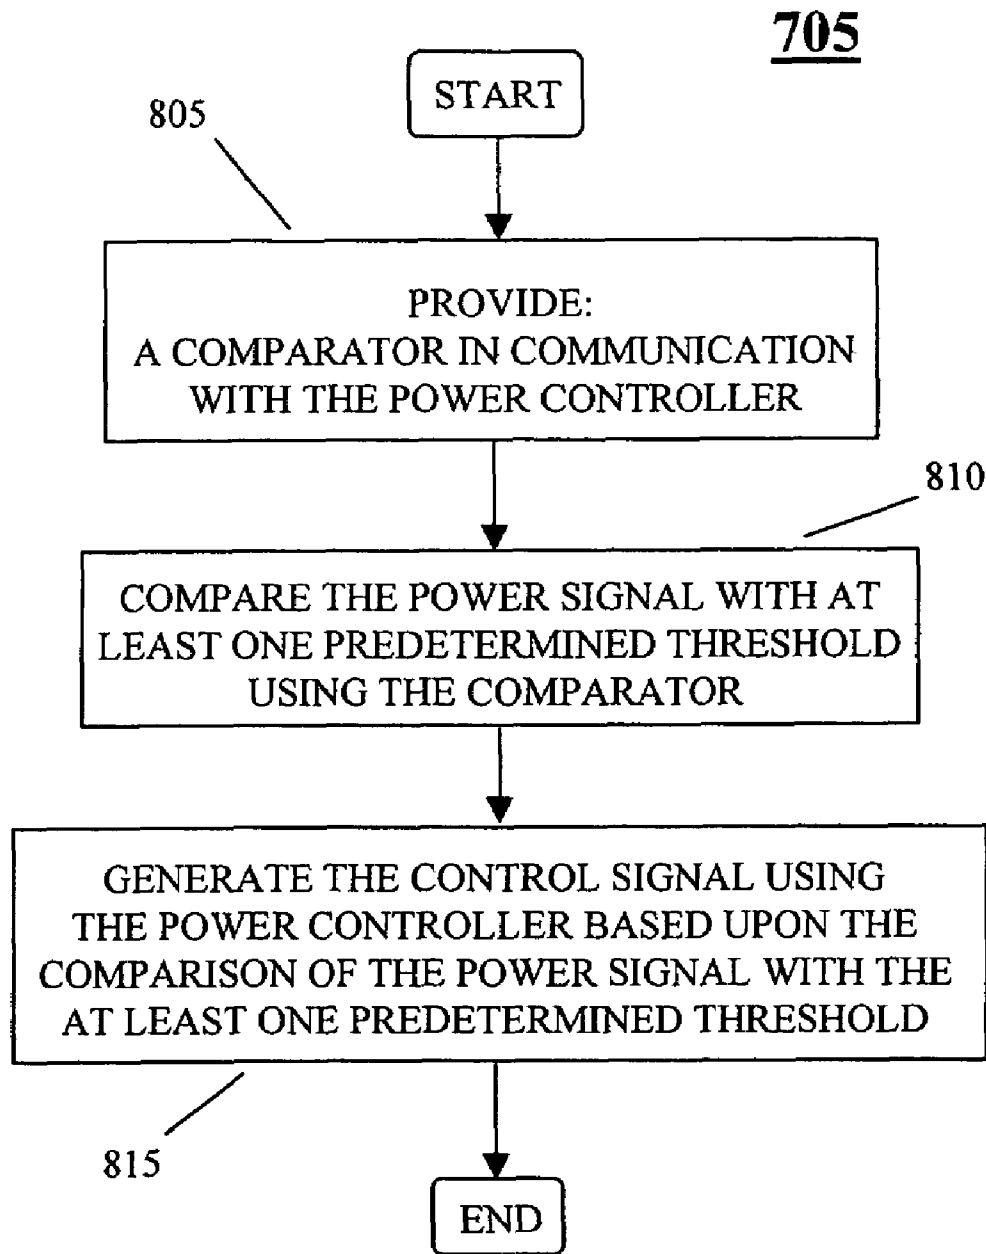 705
START
805
PROVIDE:
A COMPARATOR IN COMMUNICATION
WITH THE POWER CONTROLLER
810
COMPARE THE POWER SIGNAL WITH AT
LEAST ONE PREDETERMINED THRESHOLD
USING THE COMPARATOR
GENERATE THE CONTROL SIGNAL USING
THE POWER CONTROLLER BASED UPON THE
COMPARISON OF THE POWER SIGNAL WITH THE
AT LEAST ONE PREDETERMINED THRESHOLD
815
END